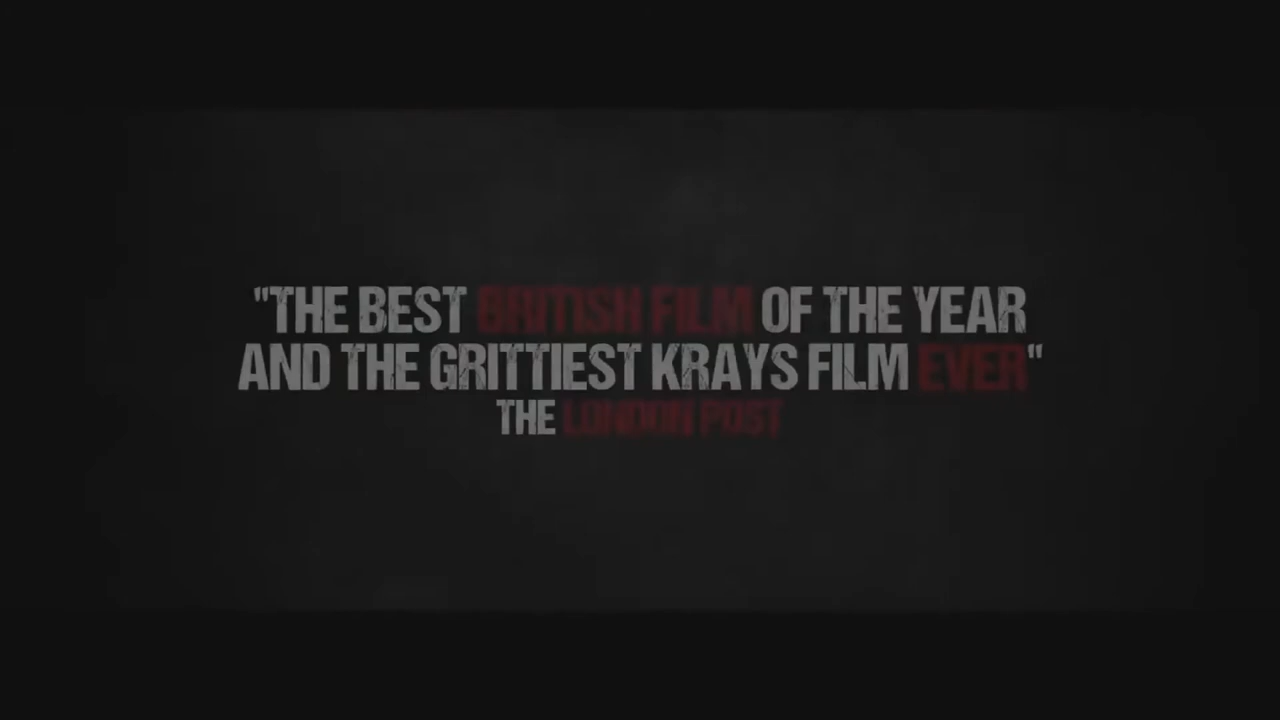 "THE BEST BRITISH FILM OF THE YEAR
AND THE GRITTIEST KRAYS FILM EVER"
THE LONDON POST